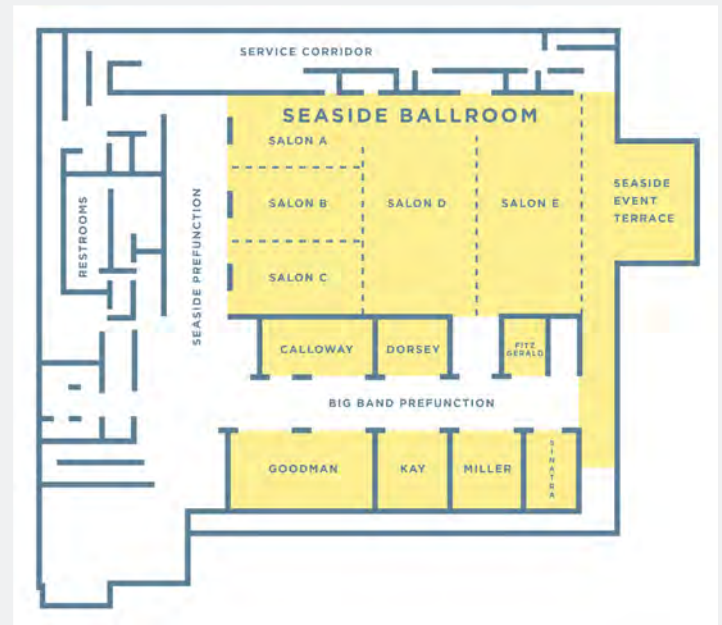 SERVICE CORRIDOR
SEASIDE BALLROOM
SALON A
SEASIDE
EVENT
TERRACE
RESTROOMS
SEASIDE PREFUNCTION
SALON B
SALON D
SALON E
SALON C
CALLOWAY
DORSEY
FITZ
GERALD
BIG BAND PREFUNCTION
GOODMAN
KAY
MILLER
SINATRA